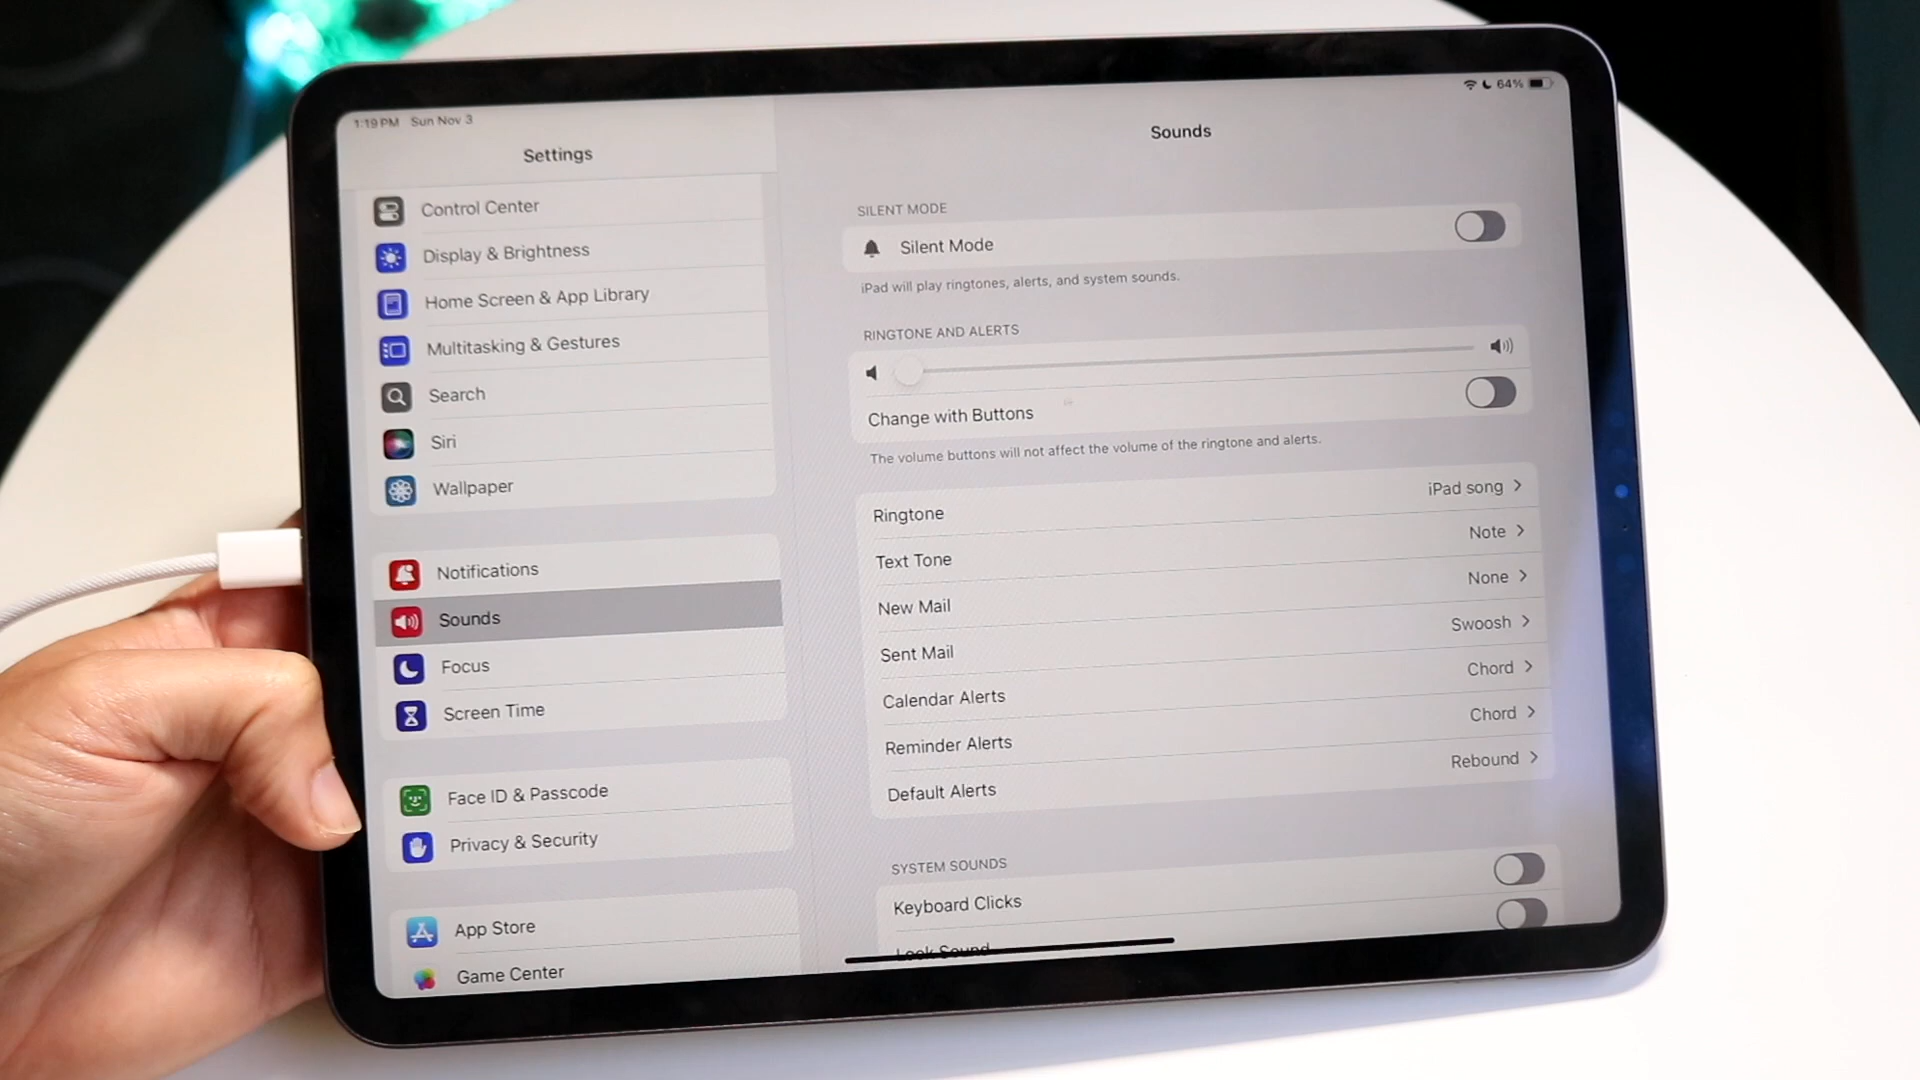 1:19 PM Sun Nov 3
64%
Settings
Control Center
Display & Brightness
Home Screen & App Library
Multitasking & Gestures
Search
Siri
Wallpaper
Notifications
Sounds
Focus
Screen Time
Face ID & Passcode
Privacy & Security
App Store
Game Center
Sounds
SILENT MODE
Silent Mode
iPad will play ringtones, alerts, and system sounds.
RINGTONE AND ALERTS
Change with Buttons
The volume buttons will not affect the volume of the ringtone and alerts.
Ringtone iPad song
Text Tone Note
New Mail None
Sent Mail Swoosh
Calendar Alerts Chord
Reminder Alerts Chord
Default Alerts Rebound
SYSTEM SOUNDS
Keyboard Clicks
Lock Sound